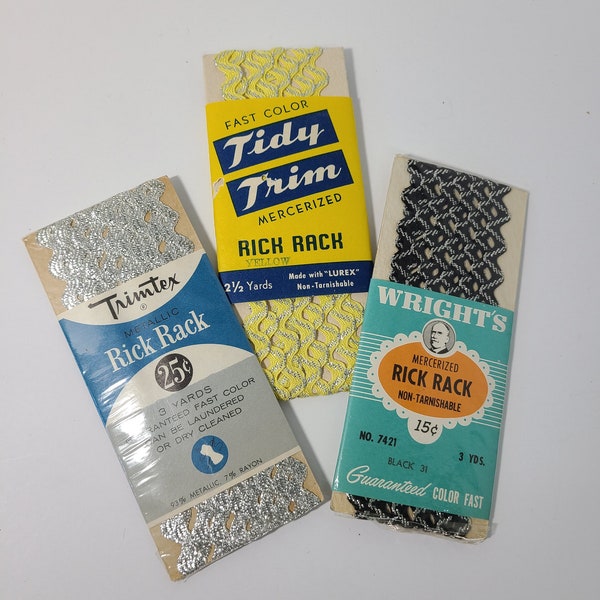 FAST COLOR
Tidy
Trim
MERCERIZED
RICK RACK
YELLOW
2½ Yards
Made with "LUREX"
Non-Tarnishable
Trimtex
®
METALLIC
Rick Rack
25¢
3 YARDS
GUARANTEED FAST COLOR
CAN BE LAUNDERED
OR DRY CLEANED
93% METALLIC, 7% RAYON
WRIGHT'S
MERCERIZED
RICK RACK
NON-TARNISHABLE
15¢
NO. 7421
3 YDS.
BLACK 31
Guaranteed COLOR FAST